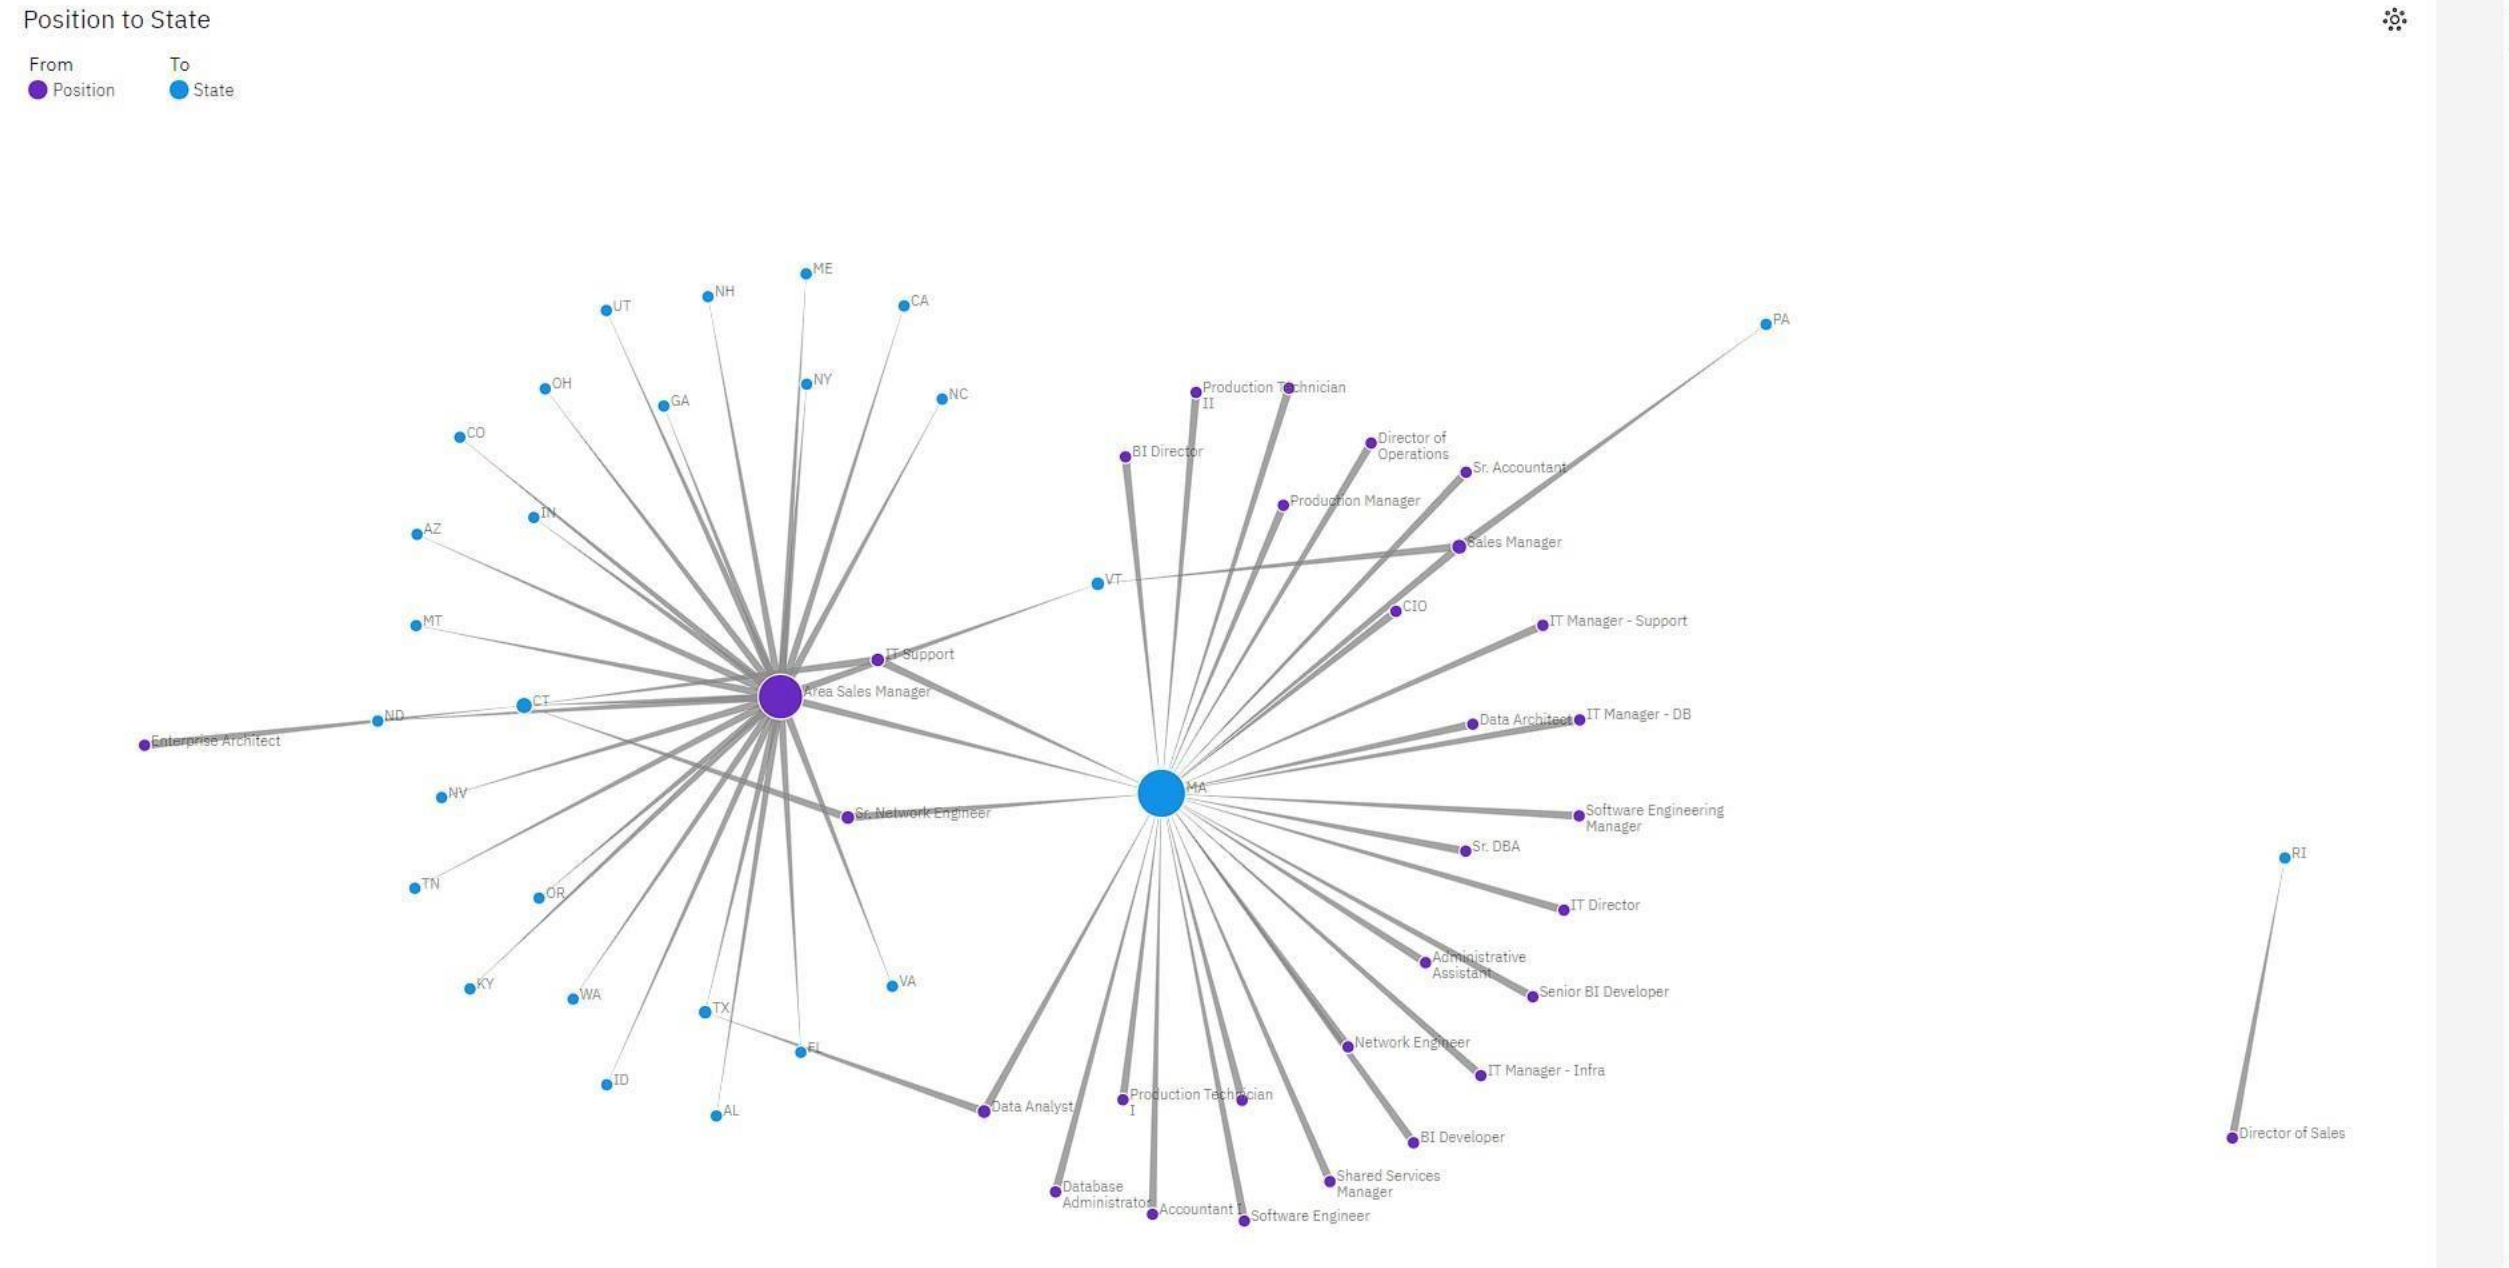 Position to State
From
To
Position
State
ME
NH
UT
CA
PA
NY
OH
NC
GA
Production Technician
II
CO
Director of
Operations
BI Director
Sr. Accountant
Production Manager
IN
AZ
Sales Manager
VT
CIO
MT
IT Manager - Support
IT Support
Area Sales Manager
CT
ND
Data Architect
IT Manager - DB
Enterprise Architect
MA
NV
Sr. Network Engineer
Software Engineering
Manager
Sr. DBA
RI
TN
OR
IT Director
Administrative
Assistant
KY
VA
WA
Senior BI Developer
TX
FL
Network Engineer
IT Manager - Infra
ID
Production Technician
I
Data Analyst
AL
BI Developer
Director of Sales
Shared Services
Manager
Database
Administrator
Accountant I
Software Engineer